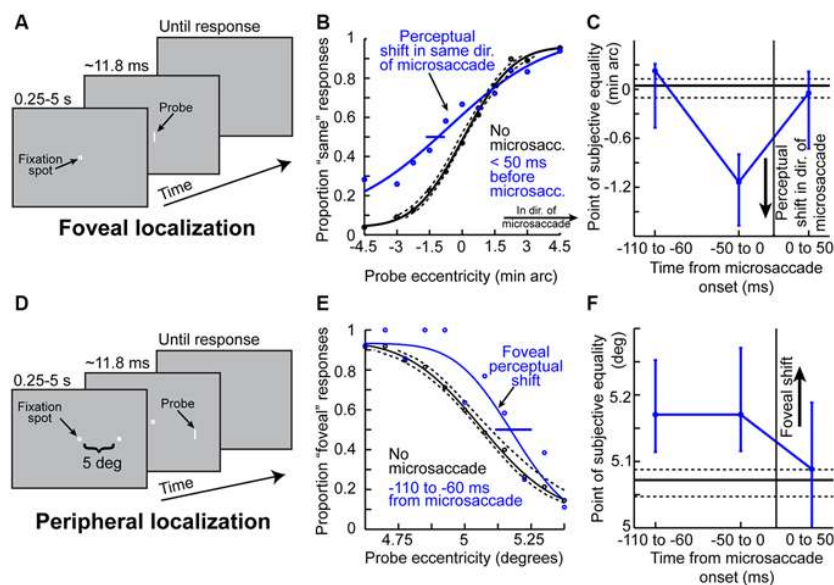 A
Until response
~11.8 ms
0.25-5 s
Probe
Fixation
spot
Time
Foveal localization
B
Perceptual
shift in same dir.
of microsaccade
No
microsacc.
< 50 ms
before
microsacc.
In dir. of
microsaccade
Proportion "same" responses
1
0.8
0.6
0.4
0.2
0
-4.5 -3 -1.5 0 1.5 3 4.5
Probe eccentricity (min arc)
C
Point of subjective equality
(min arc)
0
-0.6
-1.2
Perceptual
shift in dir. of
microsaccade
-110 to -60 -50 to 0 0 to 50
Time from microsaccade
onset (ms)
D
Until response
~11.8 ms
0.25-5 s
Fixation
spot
Probe
5 deg
Time
Peripheral localization
E
Foveal
perceptual
shift
No
microsaccade
-110 to -60 ms
from microsaccade
Proportion "foveal" responses
1
0.8
0.6
0.4
0.2
0
4.75 5 5.25
Probe eccentricity (degrees)
F
Point of subjective equality
(deg)
5.2
5.1
5
Foveal shift
-110 to -60 -50 to 0 0 to 50
Time from microsaccade
onset (ms)